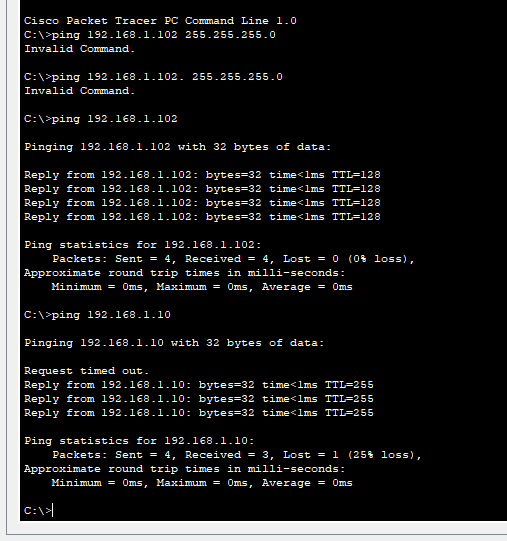 Cisco Packet Tracer PC Command Line 1.0
C:\>ping 192.168.1.102 255.255.255.0
Invalid Command.
C:\>ping 192.168.1.102. 255.255.255.0
Invalid Command.
C:\>ping 192.168.1.102
Pinging 192.168.1.102 with 32 bytes of data:
Reply from 192.168.1.102: bytes=32 time<1ms TTL=128
Reply from 192.168.1.102: bytes=32 time<1ms TTL=128
Reply from 192.168.1.102: bytes=32 time<1ms TTL=128
Reply from 192.168.1.102: bytes=32 time<1ms TTL=128
Ping statistics for 192.168.1.102:
Packets: Sent = 4, Received = 4, Lost = 0 (0% loss),
Approximate round trip times in milli-seconds:
Minimum = 0ms, Maximum = 0ms, Average = 0ms
C:\>ping 192.168.1.10
Pinging 192.168.1.10 with 32 bytes of data:
Request timed out.
Reply from 192.168.1.10: bytes=32 time<1ms TTL=255
Reply from 192.168.1.10: bytes=32 time<1ms TTL=255
Reply from 192.168.1.10: bytes=32 time<1ms TTL=255
Ping statistics for 192.168.1.10:
Packets: Sent = 4, Received = 3, Lost = 1 (25% loss),
Approximate round trip times in milli-seconds:
Minimum = 0ms, Maximum = 0ms, Average = 0ms
C:\>